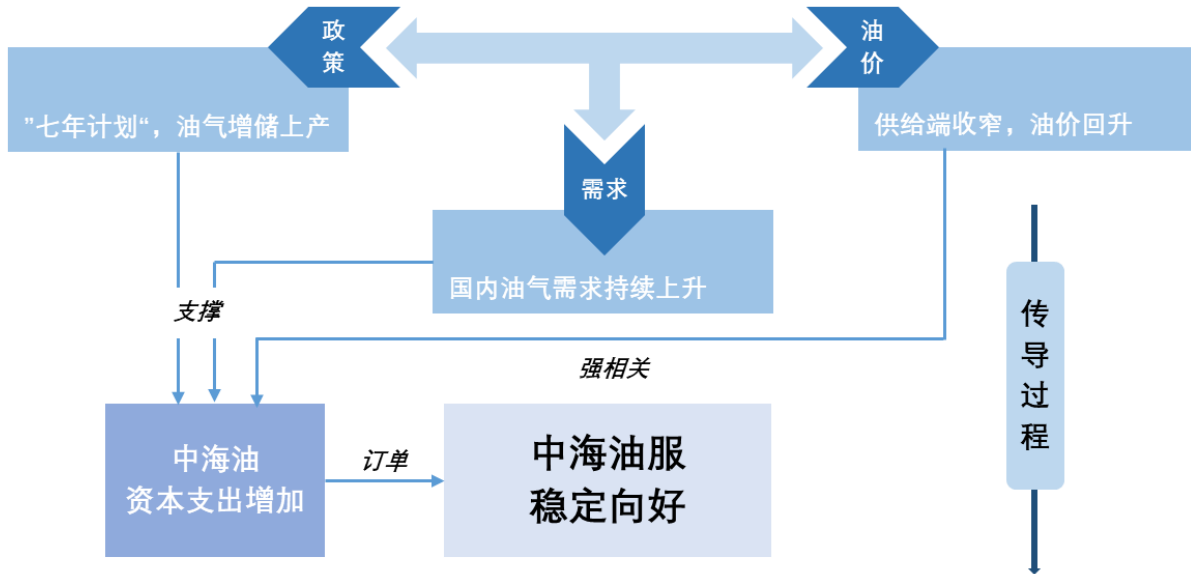 政
策
油
价
”七年计划“，油气增储上产
供给端收窄，油价回升
需求
国内油气需求持续上升
支撑
强相关
传
导
过
程
中海油
资本支出增加
订单
中海油服
稳定向好